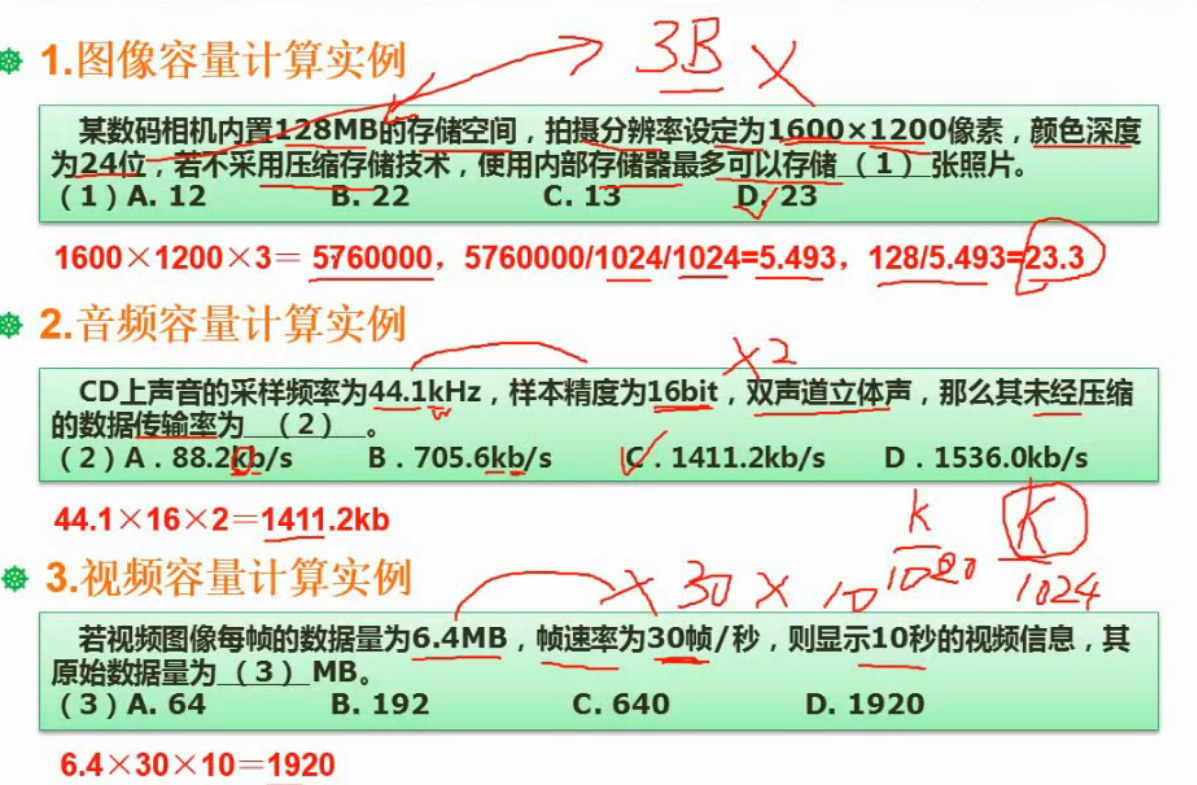 1.图像容量计算实例
3B ×
某数码相机内置128MB的存储空间，拍摄分辨率设定为1600×1200像素，颜色深度
为24位，若不采用压缩存储技术，使用内部存储器最多可以存储 （1） 张照片。
（1）A. 12 B. 22 C. 13 D. 23
1600×1200×3＝ 5760000，5760000/1024/1024=5.493，128/5.493=23.3
2.音频容量计算实例
×2
CD上声音的采样频率为44.1kHz，样本精度为16bit，双声道立体声，那么其未经压缩
的数据传输率为 （2） 。
（2）A．88.2kb/s B．705.6kb/s C．1411.2kb/s D．1536.0kb/s
44.1×16×2＝1411.2kb
k K
1024
3.视频容量计算实例
× 30 × 10
若视频图像每帧的数据量为6.4MB，帧速率为30帧/秒，则显示10秒的视频信息，其
原始数据量为 （3） MB。
（3）A. 64 B. 192 C. 640 D. 1920
6.4×30×10＝1920